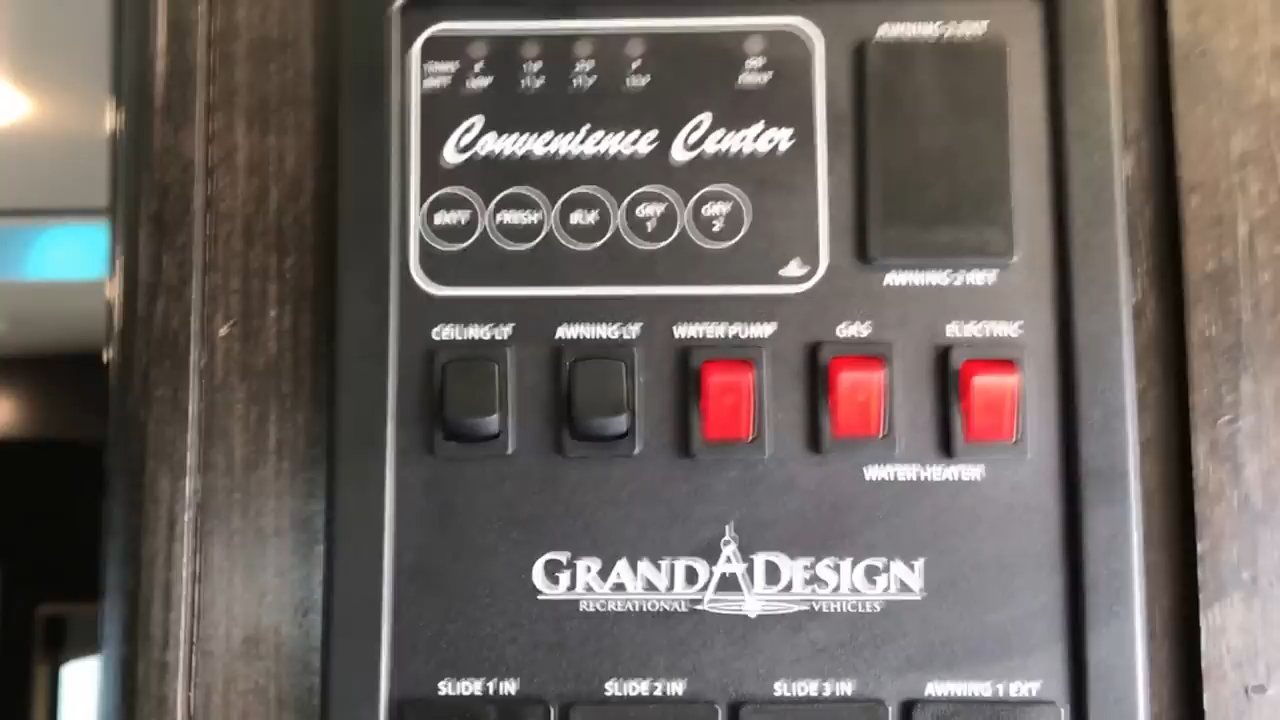 AWNING 2 EXT
Convenience Center
BATT FRESH BLK GRY 1 GRY 2
AWNING 2 RET
CEILING LT AWNING LT WATER PUMP GAS ELECTRIC
WATER HEATER
GRAND DESIGN
RECREATIONAL VEHICLES
SLIDE 1 IN SLIDE 2 IN SLIDE 3 IN AWNING 1 EXT